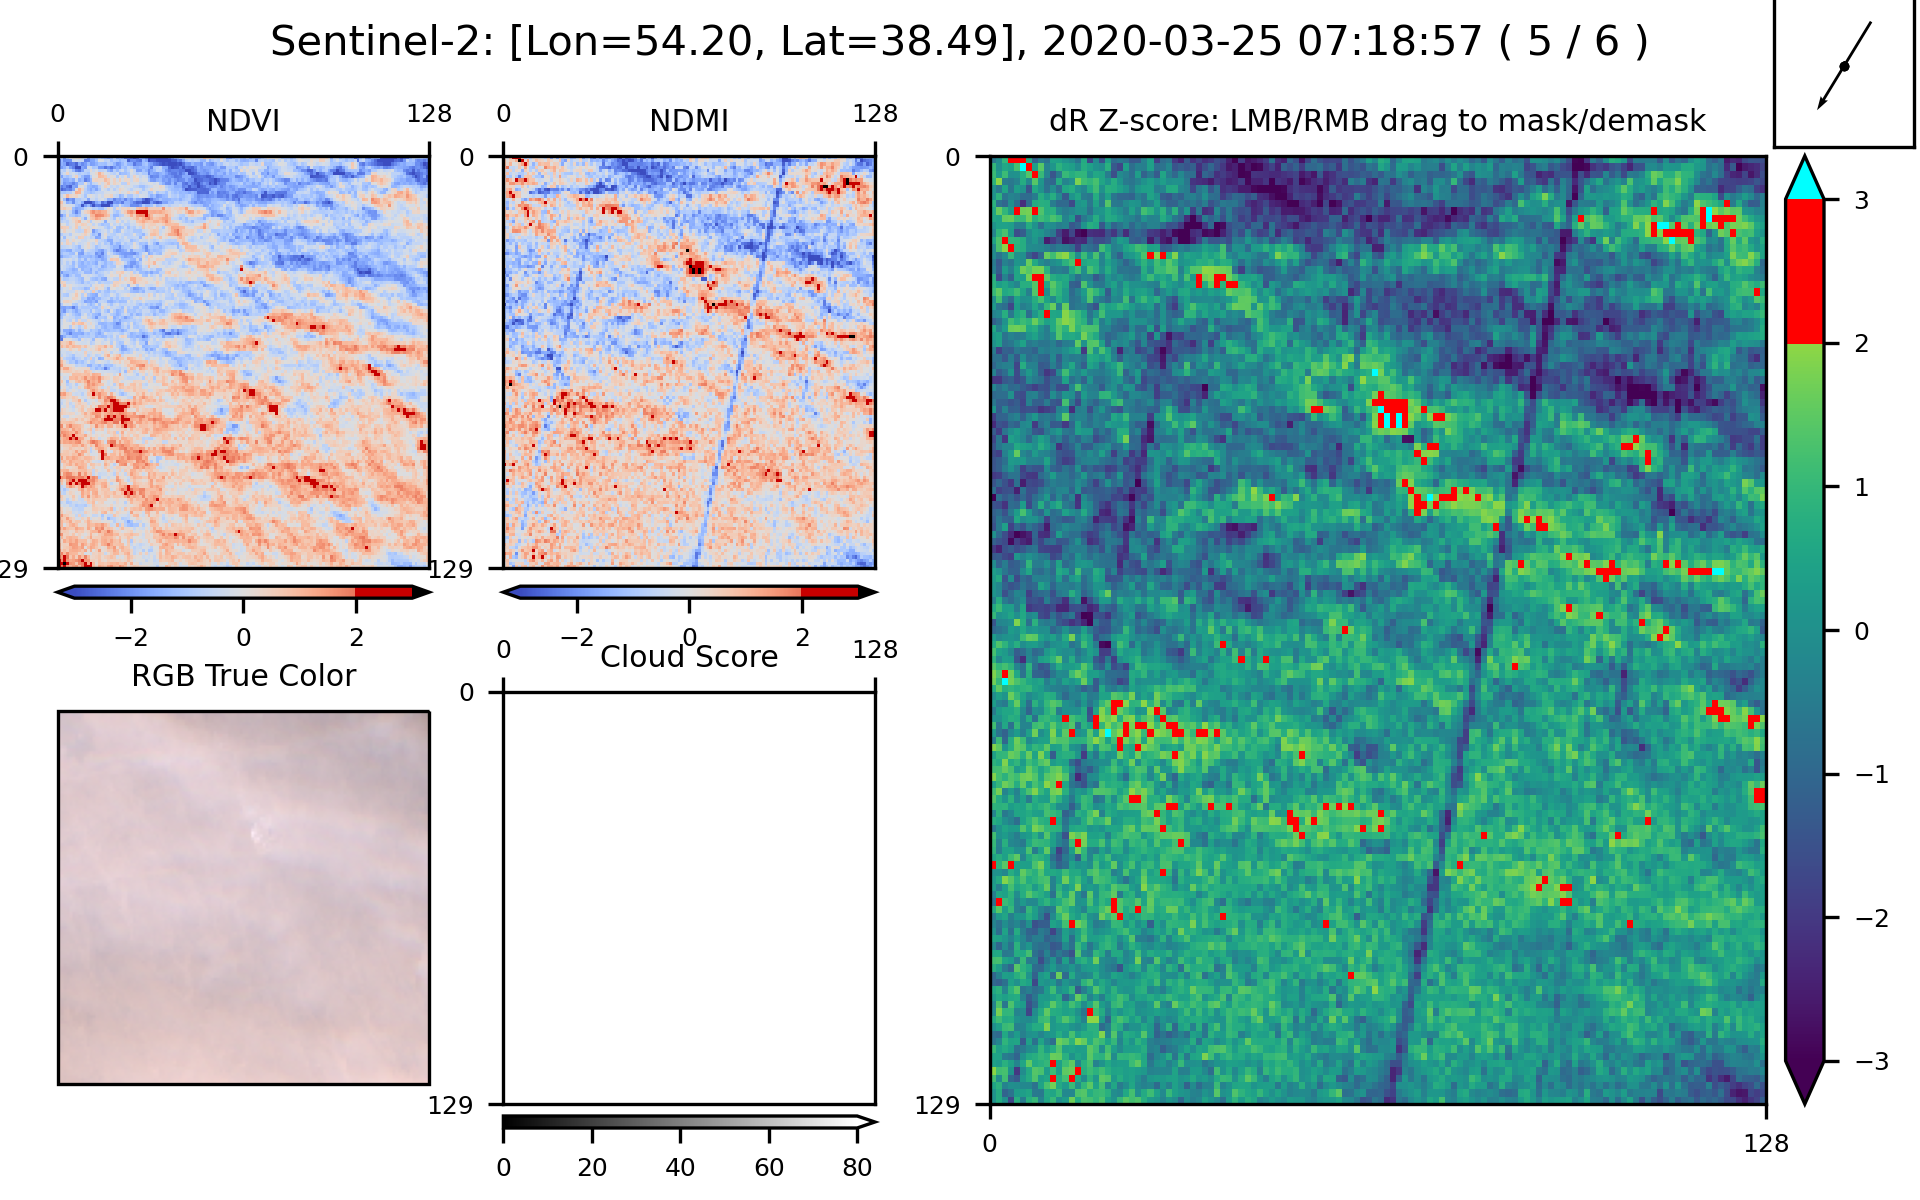 Sentinel-2: [Lon=54.20, Lat=38.49], 2020-03-25 07:18:57 ( 5 / 6 )
NDVI
0 128
0
29
−2 0 2
NDMI
0 128
0
129
−2 0 2
dR Z-score: LMB/RMB drag to mask/demask
0
129
0 128
3
2
1
0
−1
−2
−3
RGB True Color
Cloud Score
0 128
0
129
0 20 40 60 80